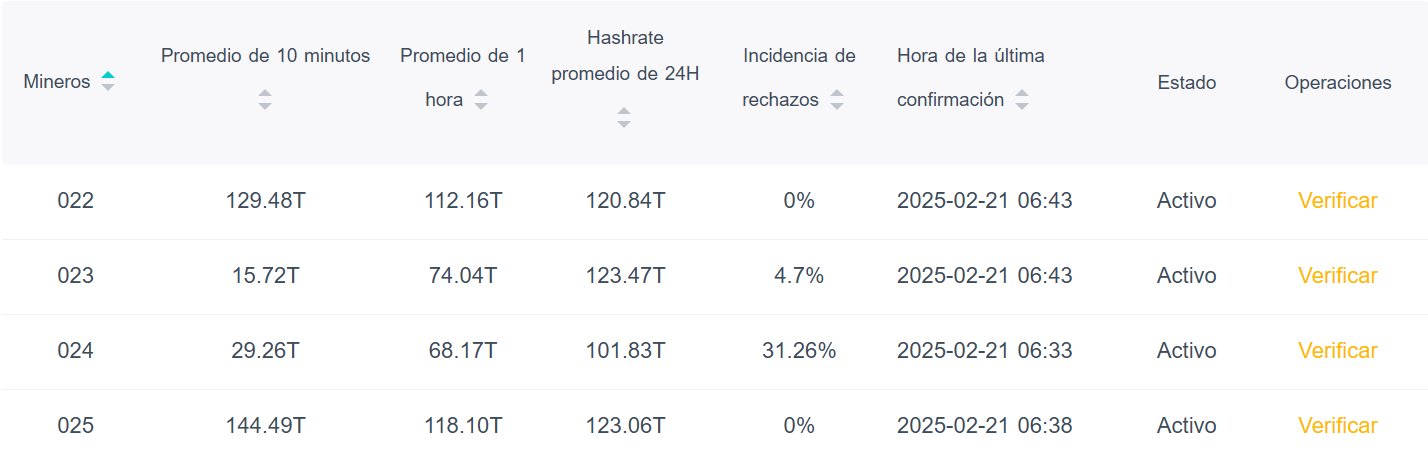 Mineros
Promedio de 10 minutos
Promedio de 1
hora
Hashrate
promedio de 24H
Incidencia de
rechazos
Hora de la última
confirmación
Estado
Operaciones
022 129.48T 112.16T 120.84T 0% 2025-02-21 06:43 Activo Verificar
023 15.72T 74.04T 123.47T 4.7% 2025-02-21 06:43 Activo Verificar
024 29.26T 68.17T 101.83T 31.26% 2025-02-21 06:33 Activo Verificar
025 144.49T 118.10T 123.06T 0% 2025-02-21 06:38 Activo Verificar